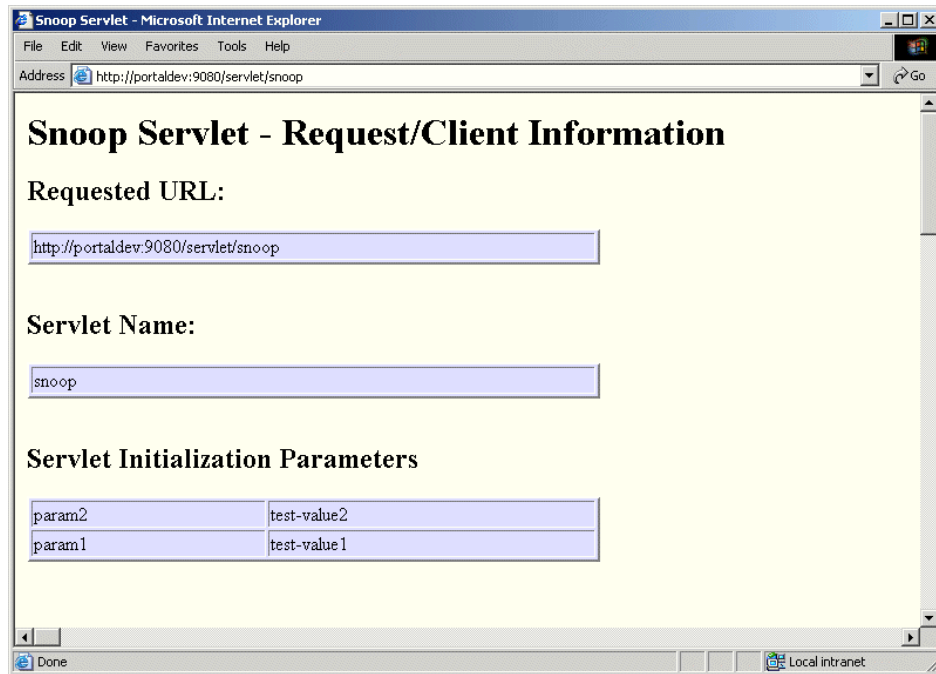 Snoop Servlet - Microsoft Internet Explorer
File Edit View Favorites Tools Help
Address http://portaldev:9080/servlet/snoop Go
Snoop Servlet - Request/Client Information
Requested URL:
http://portaldev:9080/servlet/snoop
Servlet Name:
snoop
Servlet Initialization Parameters
param2 test-value2
param1 test-value1
Done Local intranet